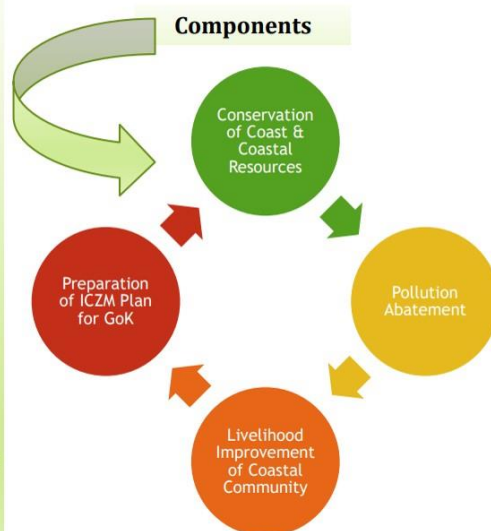 Components
Conservation
of Coast &
Coastal
Resources
Pollution
Abatement
Livelihood
Improvement
of Coastal
Community
Preparation
of ICZM Plan
for GoK